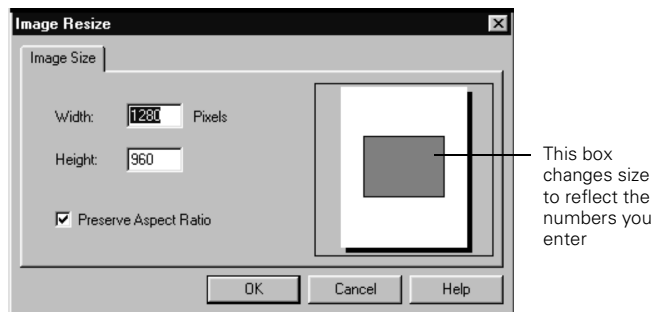 Image Resize
Image Size
Width: 1280 Pixels
Height: 960
Preserve Aspect Ratio
This box
changes size
to reflect the
numbers you
enter
OK Cancel Help